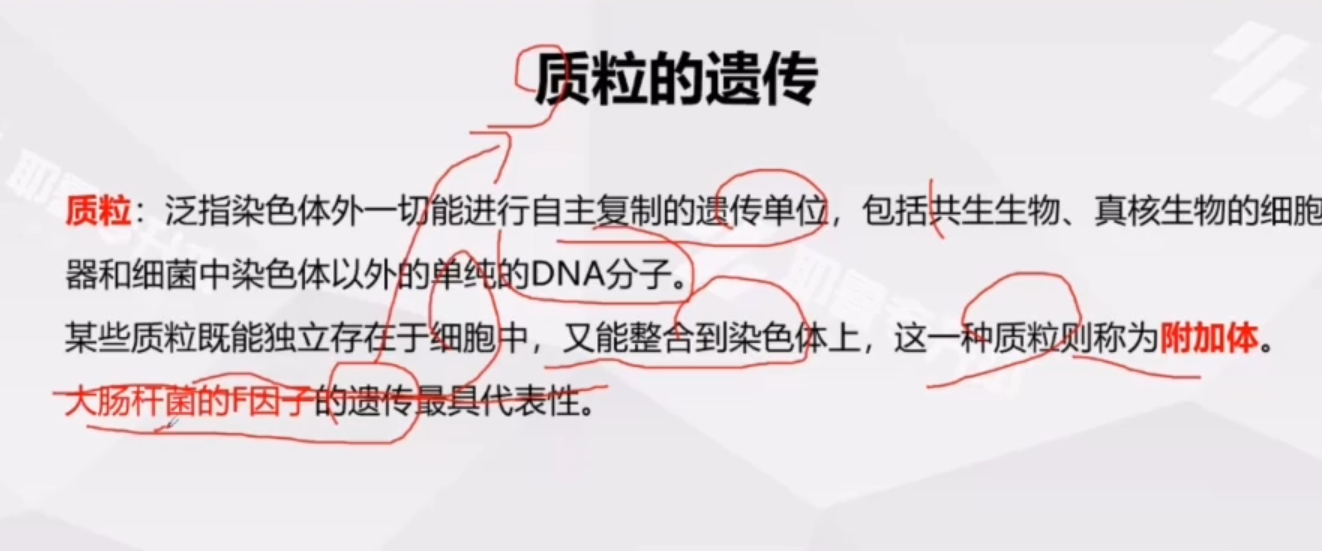 质粒的遗传
质粒：泛指染色体外一切能进行自主复制的遗传单位，包括共生生物、真核生物的细胞
器和细菌中染色体以外的单纯的DNA分子。
某些质粒既能独立存在于细胞中，又能整合到染色体上，这一种质粒则称为附加体。
大肠杆菌的F因子的遗传最具代表性。